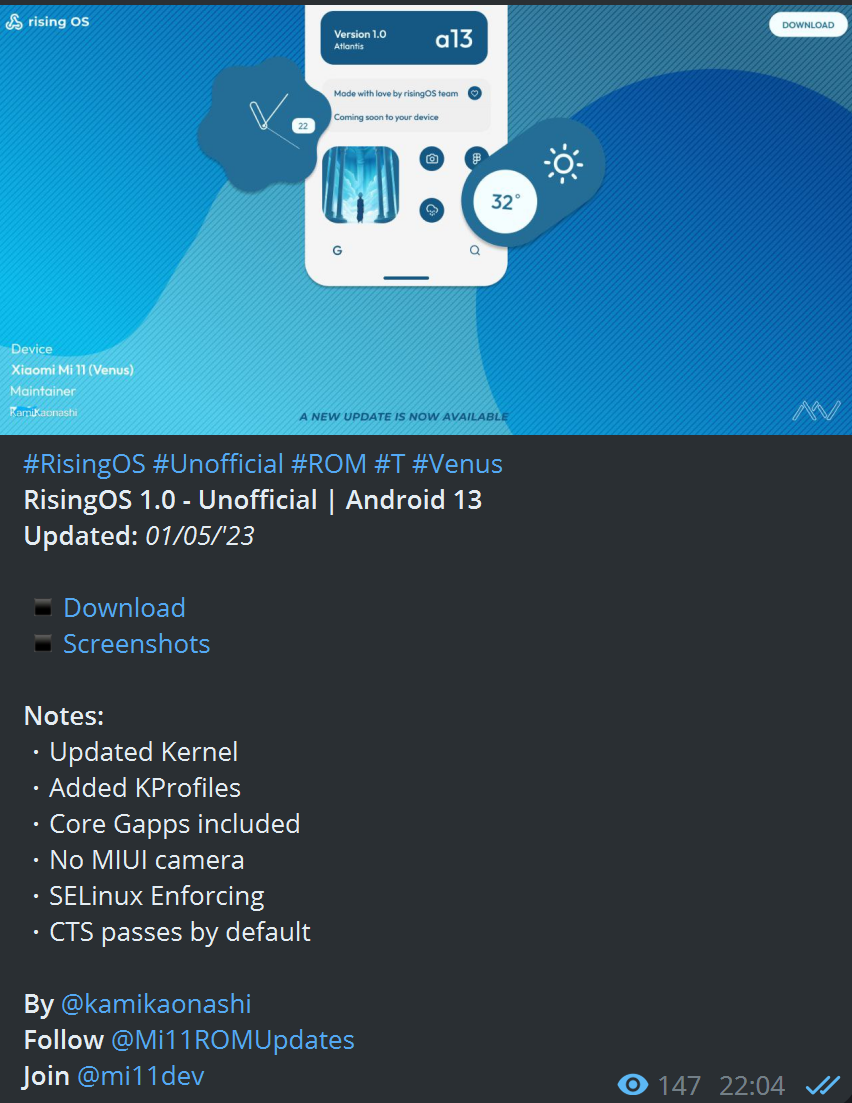 rising OS
DOWNLOAD
Version 1.0
Atlantis
a13
Made with love by risingOS team
Coming soon to your device
22
32°
G
Device
Xiaomi Mi 11 (Venus)
Maintainer
KamiKaonashi
A NEW UPDATE IS NOW AVAILABLE
#RisingOS #Unofficial #ROM #T #Venus
RisingOS 1.0 - Unofficial | Android 13
Updated: 01/05/'23
Download
Screenshots
Notes:
· Updated Kernel
· Added KProfiles
· Core Gapps included
· No MIUI camera
· SELinux Enforcing
· CTS passes by default
By @kamikaonashi
Follow @Mi11ROMUpdates
Join @mi11dev
147 22:04